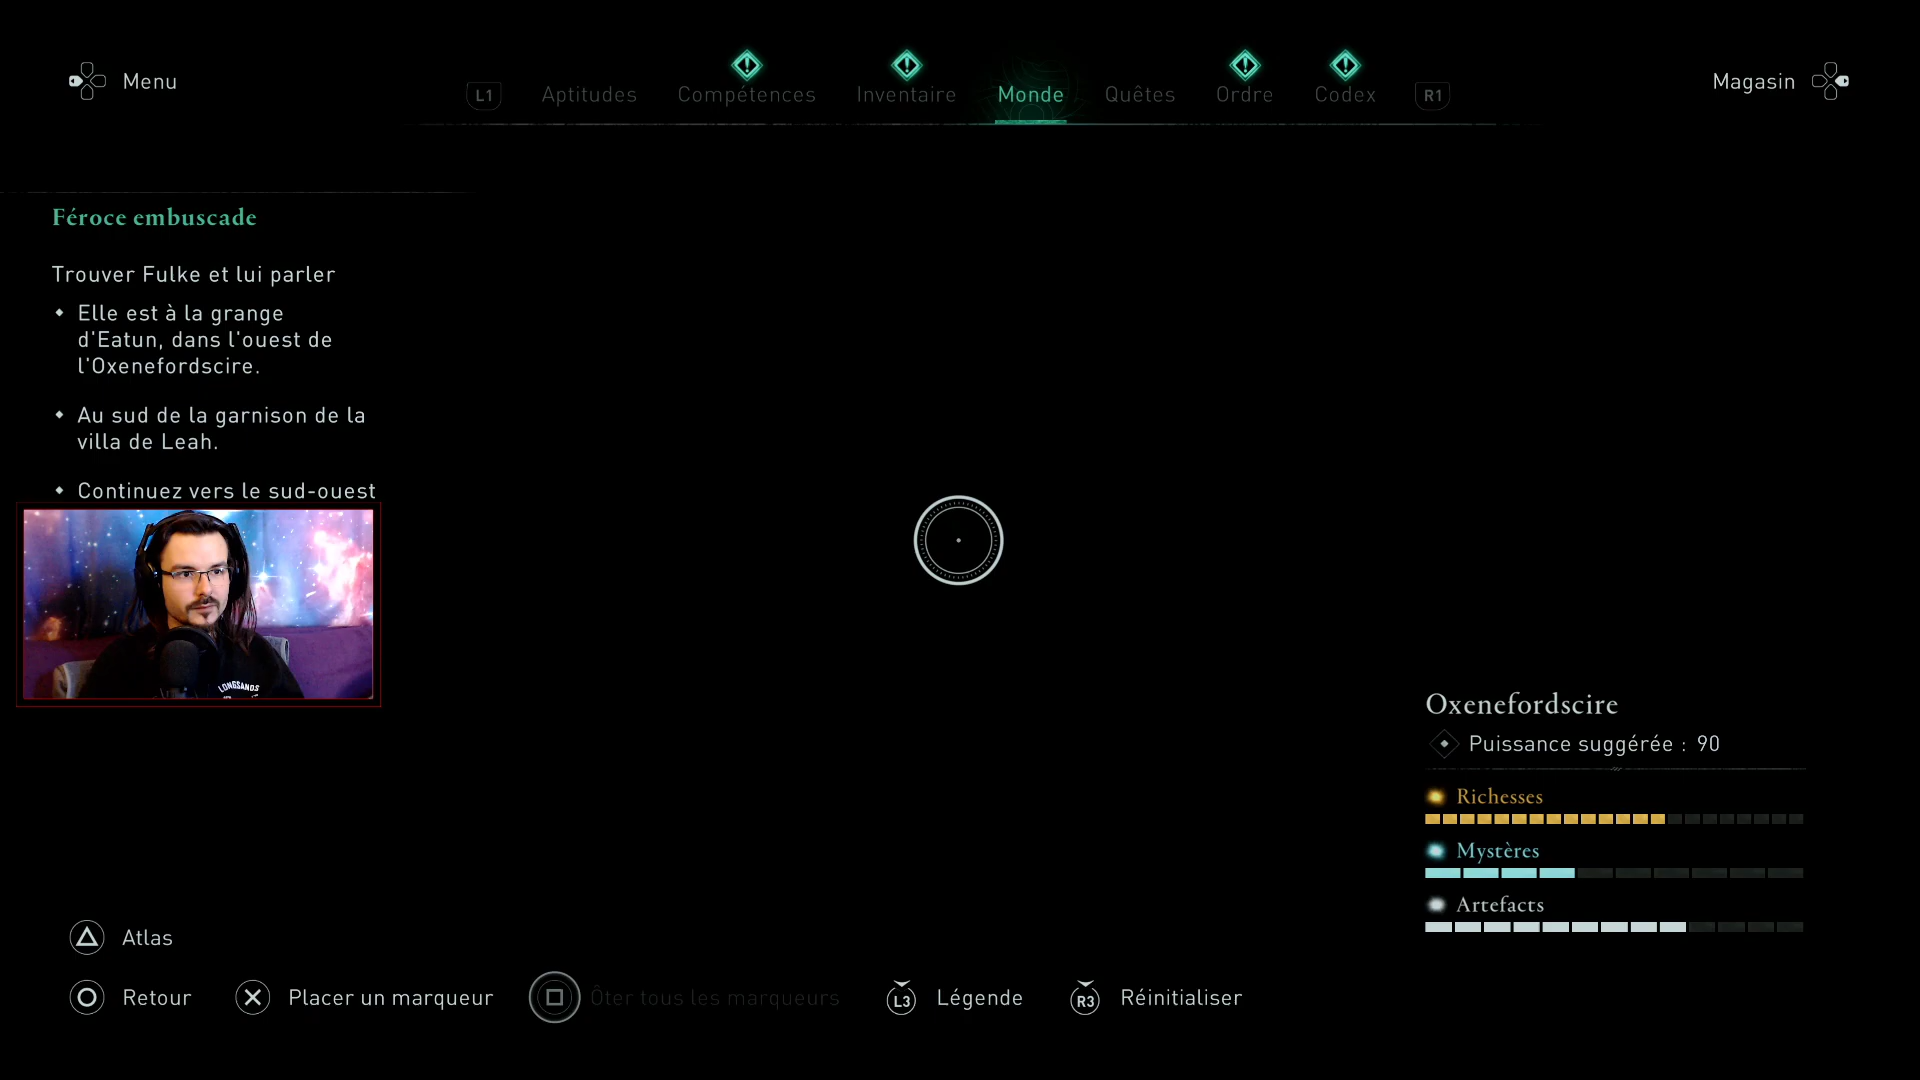 Menu
L1
Aptitudes
Compétences
Inventaire
Monde
Quêtes
Ordre
Codex
R1
Magasin
Féroce embuscade
Trouver Fulke et lui parler
Elle est à la grange
d'Eatun, dans l'ouest de
l'Oxenefordscire.
Au sud de la garnison de la
villa de Leah.
Continuez vers le sud-ouest
LONGSANDS
Oxenefordscire
Puissance suggérée : 90
Richesses
Mystères
Artefacts
Atlas
Retour
Placer un marqueur
Ôter tous les marqueurs
L3
Légende
R3
Réinitialiser